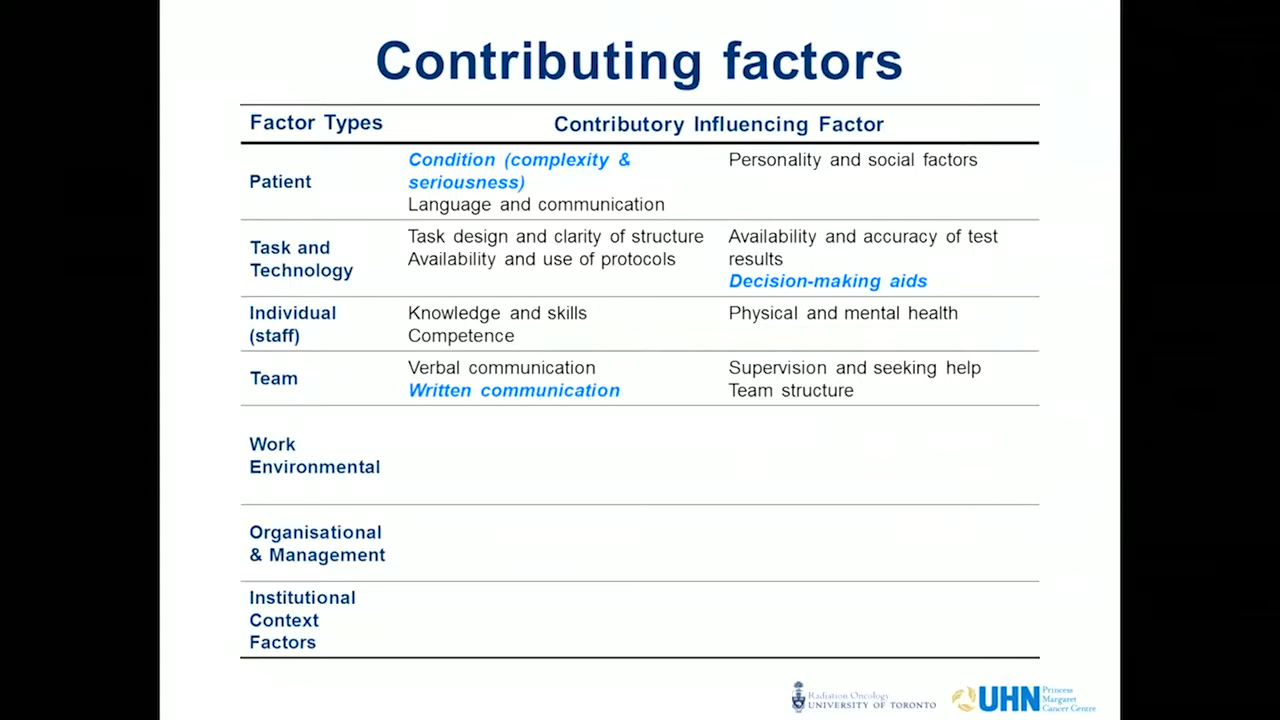 Contributing factors
Factor Types
Contributory Influencing Factor
Patient
Condition (complexity &
seriousness)
Language and communication
Personality and social factors
Task and
Technology
Task design and clarity of structure
Availability and use of protocols
Availability and accuracy of test
results
Decision-making aids
Individual
(staff)
Knowledge and skills
Competence
Physical and mental health
Team
Verbal communication
Written communication
Supervision and seeking help
Team structure
Work
Environmental
Organisational
& Management
Institutional
Context
Factors
Radiation Oncology
UNIVERSITY OF TORONTO
UHN
Princess
Margaret
Cancer Centre